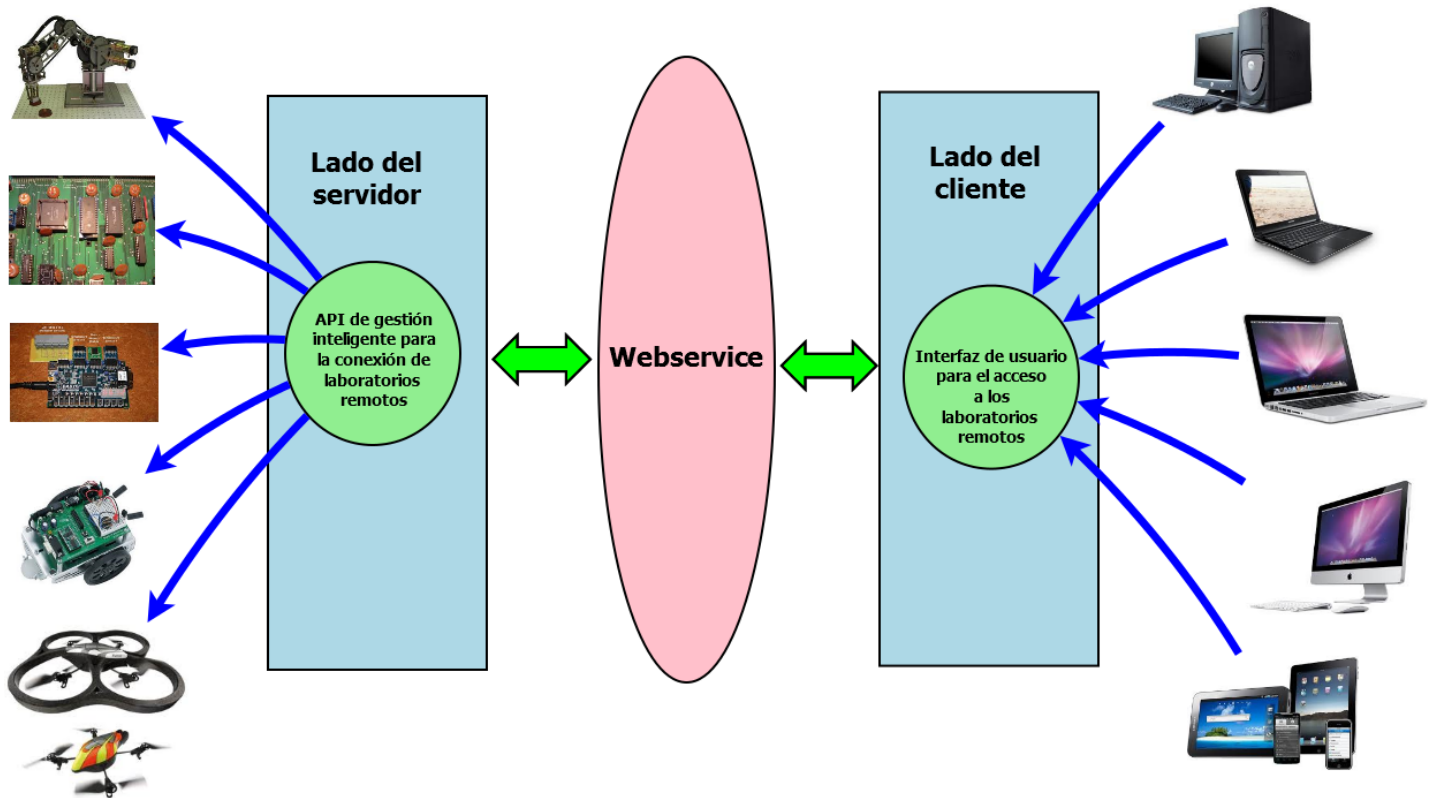 Lado del
servidor
API de gestión
inteligente para
la conexión de
laboratorios
remotos
Webservice
Lado del
cliente
Interfaz de usuario
para el acceso
a los
laboratorios
remotos